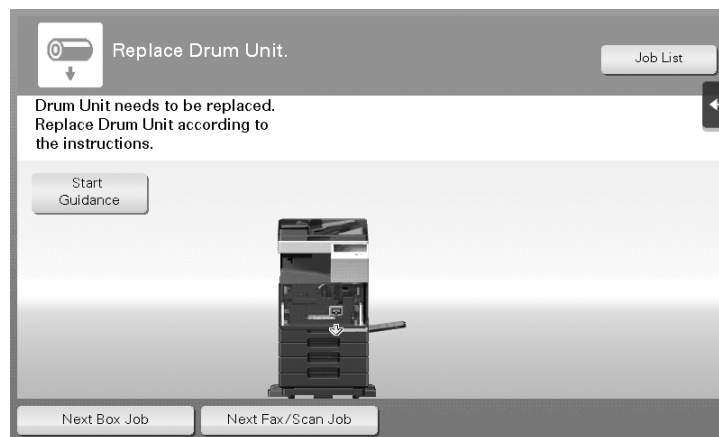 Replace Drum Unit.
Job List
Drum Unit needs to be replaced.
Replace Drum Unit according to
the instructions.
Start
Guidance
Next Box Job
Next Fax/Scan Job